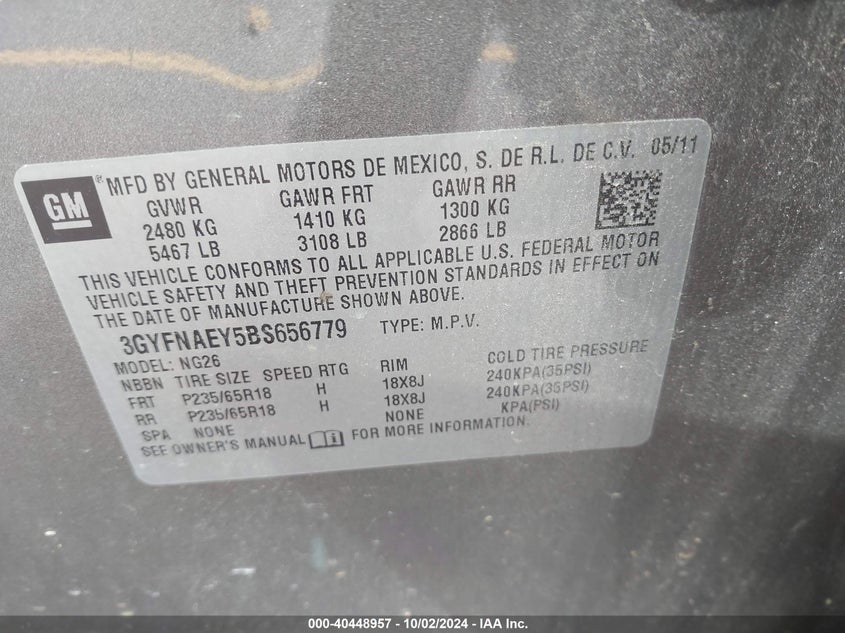 GM ® MFD BY GENERAL MOTORS DE MEXICO, S. DE R.L. DE C.V. 05/11
GVWR GAWR FRT GAWR RR
2480 KG 1410 KG 1300 KG
5467 LB 3108 LB 2866 LB
THIS VEHICLE CONFORMS TO ALL APPLICABLE U.S. FEDERAL MOTOR
VEHICLE SAFETY AND THEFT PREVENTION STANDARDS IN EFFECT ON
THE DATE OF MANUFACTURE SHOWN ABOVE.
3GYFNAEY5BS656779 TYPE: M.P.V.
MODEL: NG26
NBBN TIRE SIZE SPEED RTG RIM COLD TIRE PRESSURE
FRT P235/65R18 H 18X8J 240KPA(35PSI)
RR P235/65R18 H 18X8J 240KPA(35PSI)
SPA NONE NONE KPA(PSI)
SEE OWNER'S MANUAL FOR MORE INFORMATION.
000-40448957 - 10/02/2024 - IAA Inc.